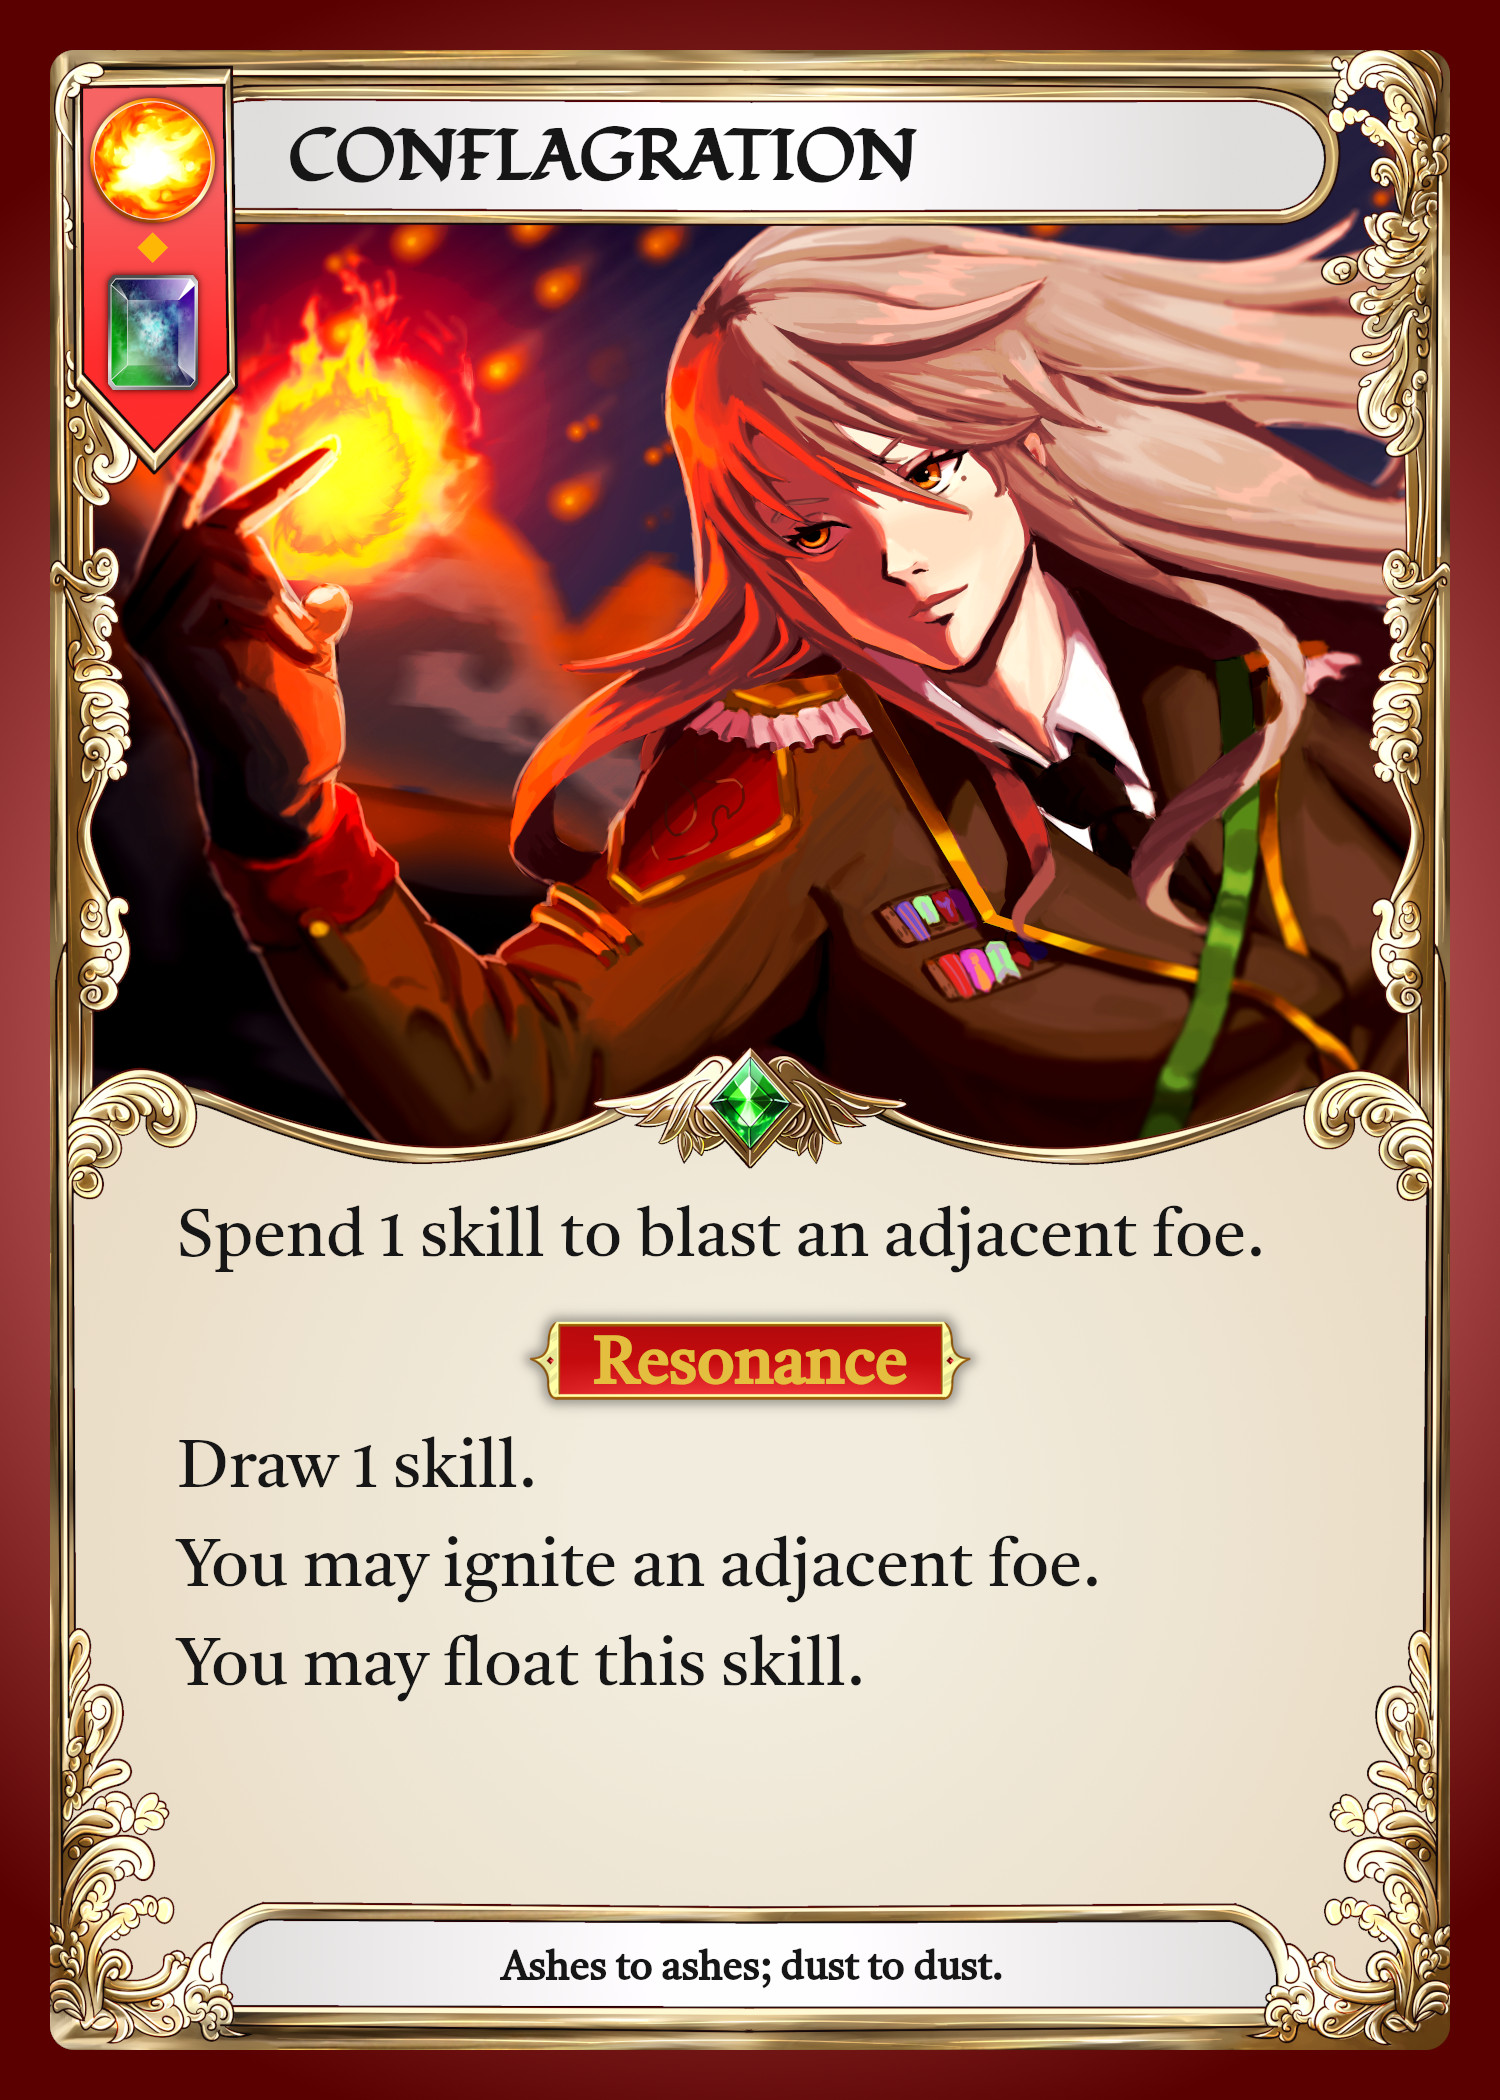 CONFLAGRATION
Spend 1 skill to blast an adjacent foe.
Resonance
Draw 1 skill.
You may ignite an adjacent foe.
You may float this skill.
Ashes to ashes; dust to dust.